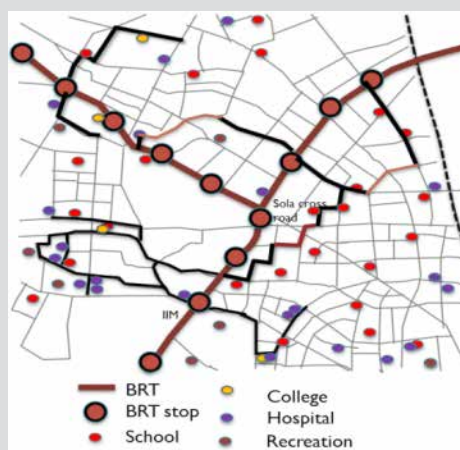 Sola cross
road
IIM
BRT
BRT stop
School
College
Hospital
Recreation